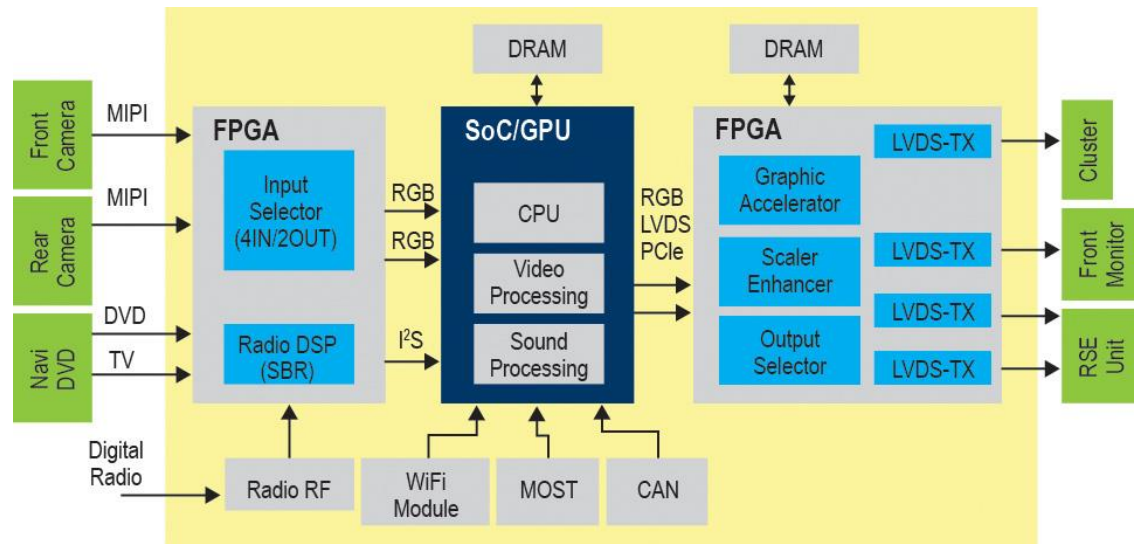 DRAM
DRAM
Front
Camera
MIPI
Rear
Camera
MIPI
Navi
DVD
DVD
TV
Digital
Radio
FPGA
Input
Selector
(4IN/2OUT)
Radio DSP
(SBR)
Radio RF
RGB
RGB
I²S
SoC/GPU
CPU
Video
Processing
Sound
Processing
WiFi
Module
MOST
CAN
RGB
LVDS
PCIe
FPGA
Graphic
Accelerator
Scaler
Enhancer
Output
Selector
LVDS-TX
LVDS-TX
LVDS-TX
LVDS-TX
Cluster
Front
Monitor
RSE
Unit